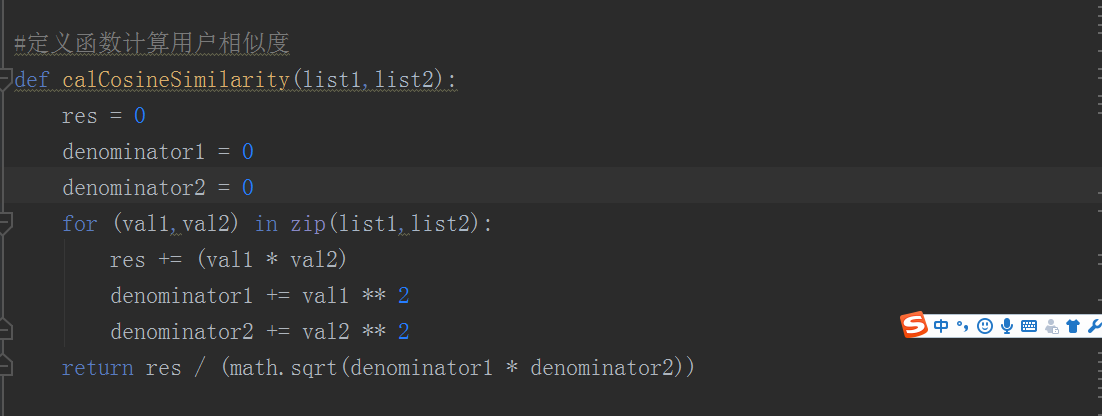 #定义函数计算用户相似度
def calCosineSimilarity(list1,list2):
    res = 0
    denominator1 = 0
    denominator2 = 0
    for (val1,val2) in zip(list1,list2):
        res += (val1 * val2)
        denominator1 += val1 ** 2
        denominator2 += val2 ** 2
    return res / (math.sqrt(denominator1 * denominator2))
S 中